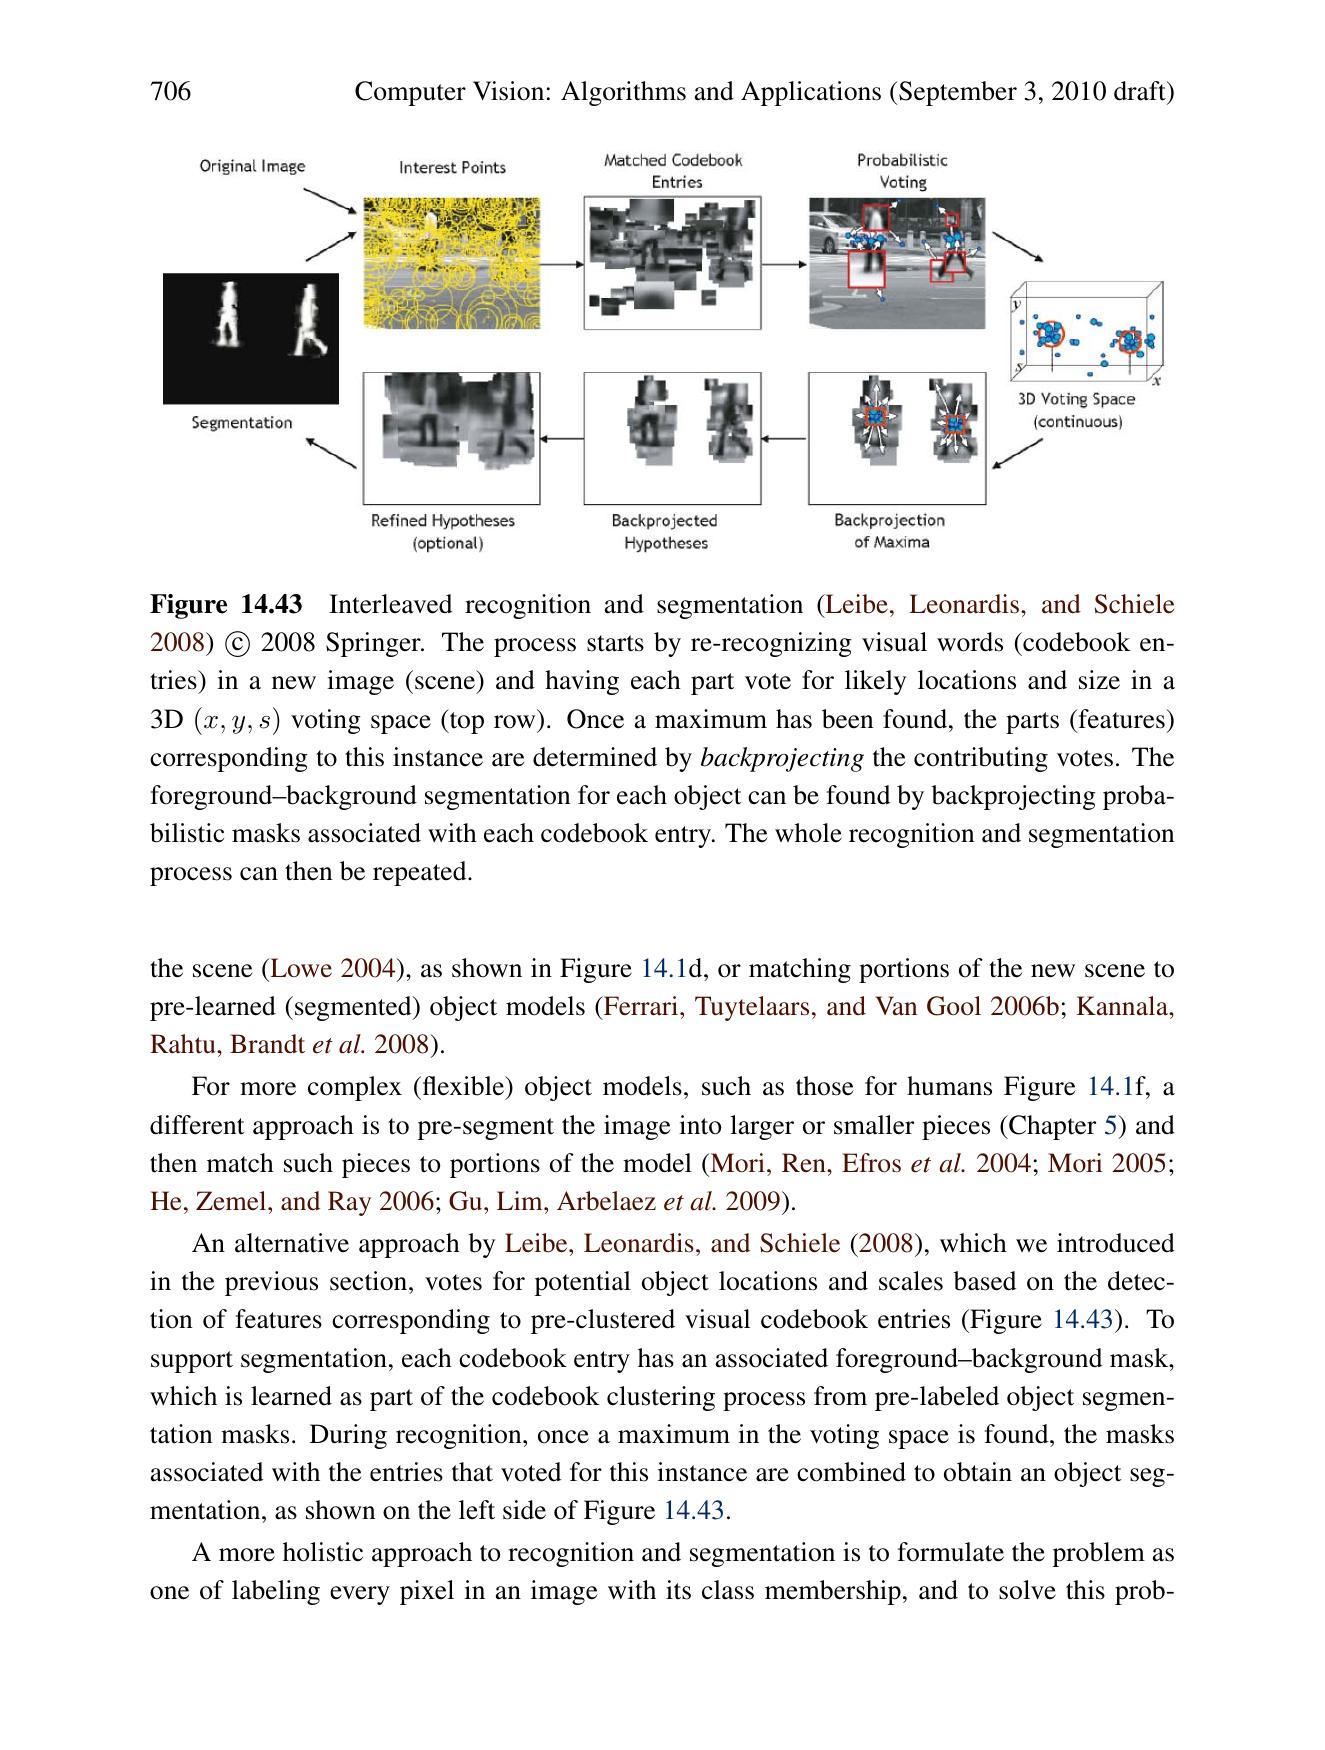 706 Computer Vision: Algorithms and Applications (September 3, 2010 draft)
Original Image
Interest Points
Matched Codebook
Entries
Probabilistic
Voting
y
s
x
3D Voting Space
(continuous)
Segmentation
Refined Hypotheses
(optional)
Backprojected
Hypotheses
Backprojection
of Maxima
Figure 14.43 Interleaved recognition and segmentation (Leibe, Leonardis, and Schiele
2008) © 2008 Springer. The process starts by re-recognizing visual words (codebook en-
tries) in a new image (scene) and having each part vote for likely locations and size in a
3D (x, y, s) voting space (top row). Once a maximum has been found, the parts (features)
corresponding to this instance are determined by backprojecting the contributing votes. The
foreground–background segmentation for each object can be found by backprojecting proba-
bilistic masks associated with each codebook entry. The whole recognition and segmentation
process can then be repeated.
the scene (Lowe 2004), as shown in Figure 14.1d, or matching portions of the new scene to
pre-learned (segmented) object models (Ferrari, Tuytelaars, and Van Gool 2006b; Kannala,
Rahtu, Brandt et al. 2008).
For more complex (flexible) object models, such as those for humans Figure 14.1f, a
different approach is to pre-segment the image into larger or smaller pieces (Chapter 5) and
then match such pieces to portions of the model (Mori, Ren, Efros et al. 2004; Mori 2005;
He, Zemel, and Ray 2006; Gu, Lim, Arbelaez et al. 2009).
An alternative approach by Leibe, Leonardis, and Schiele (2008), which we introduced
in the previous section, votes for potential object locations and scales based on the detec-
tion of features corresponding to pre-clustered visual codebook entries (Figure 14.43). To
support segmentation, each codebook entry has an associated foreground–background mask,
which is learned as part of the codebook clustering process from pre-labeled object segmen-
tation masks. During recognition, once a maximum in the voting space is found, the masks
associated with the entries that voted for this instance are combined to obtain an object seg-
mentation, as shown on the left side of Figure 14.43.
A more holistic approach to recognition and segmentation is to formulate the problem as
one of labeling every pixel in an image with its class membership, and to solve this prob-